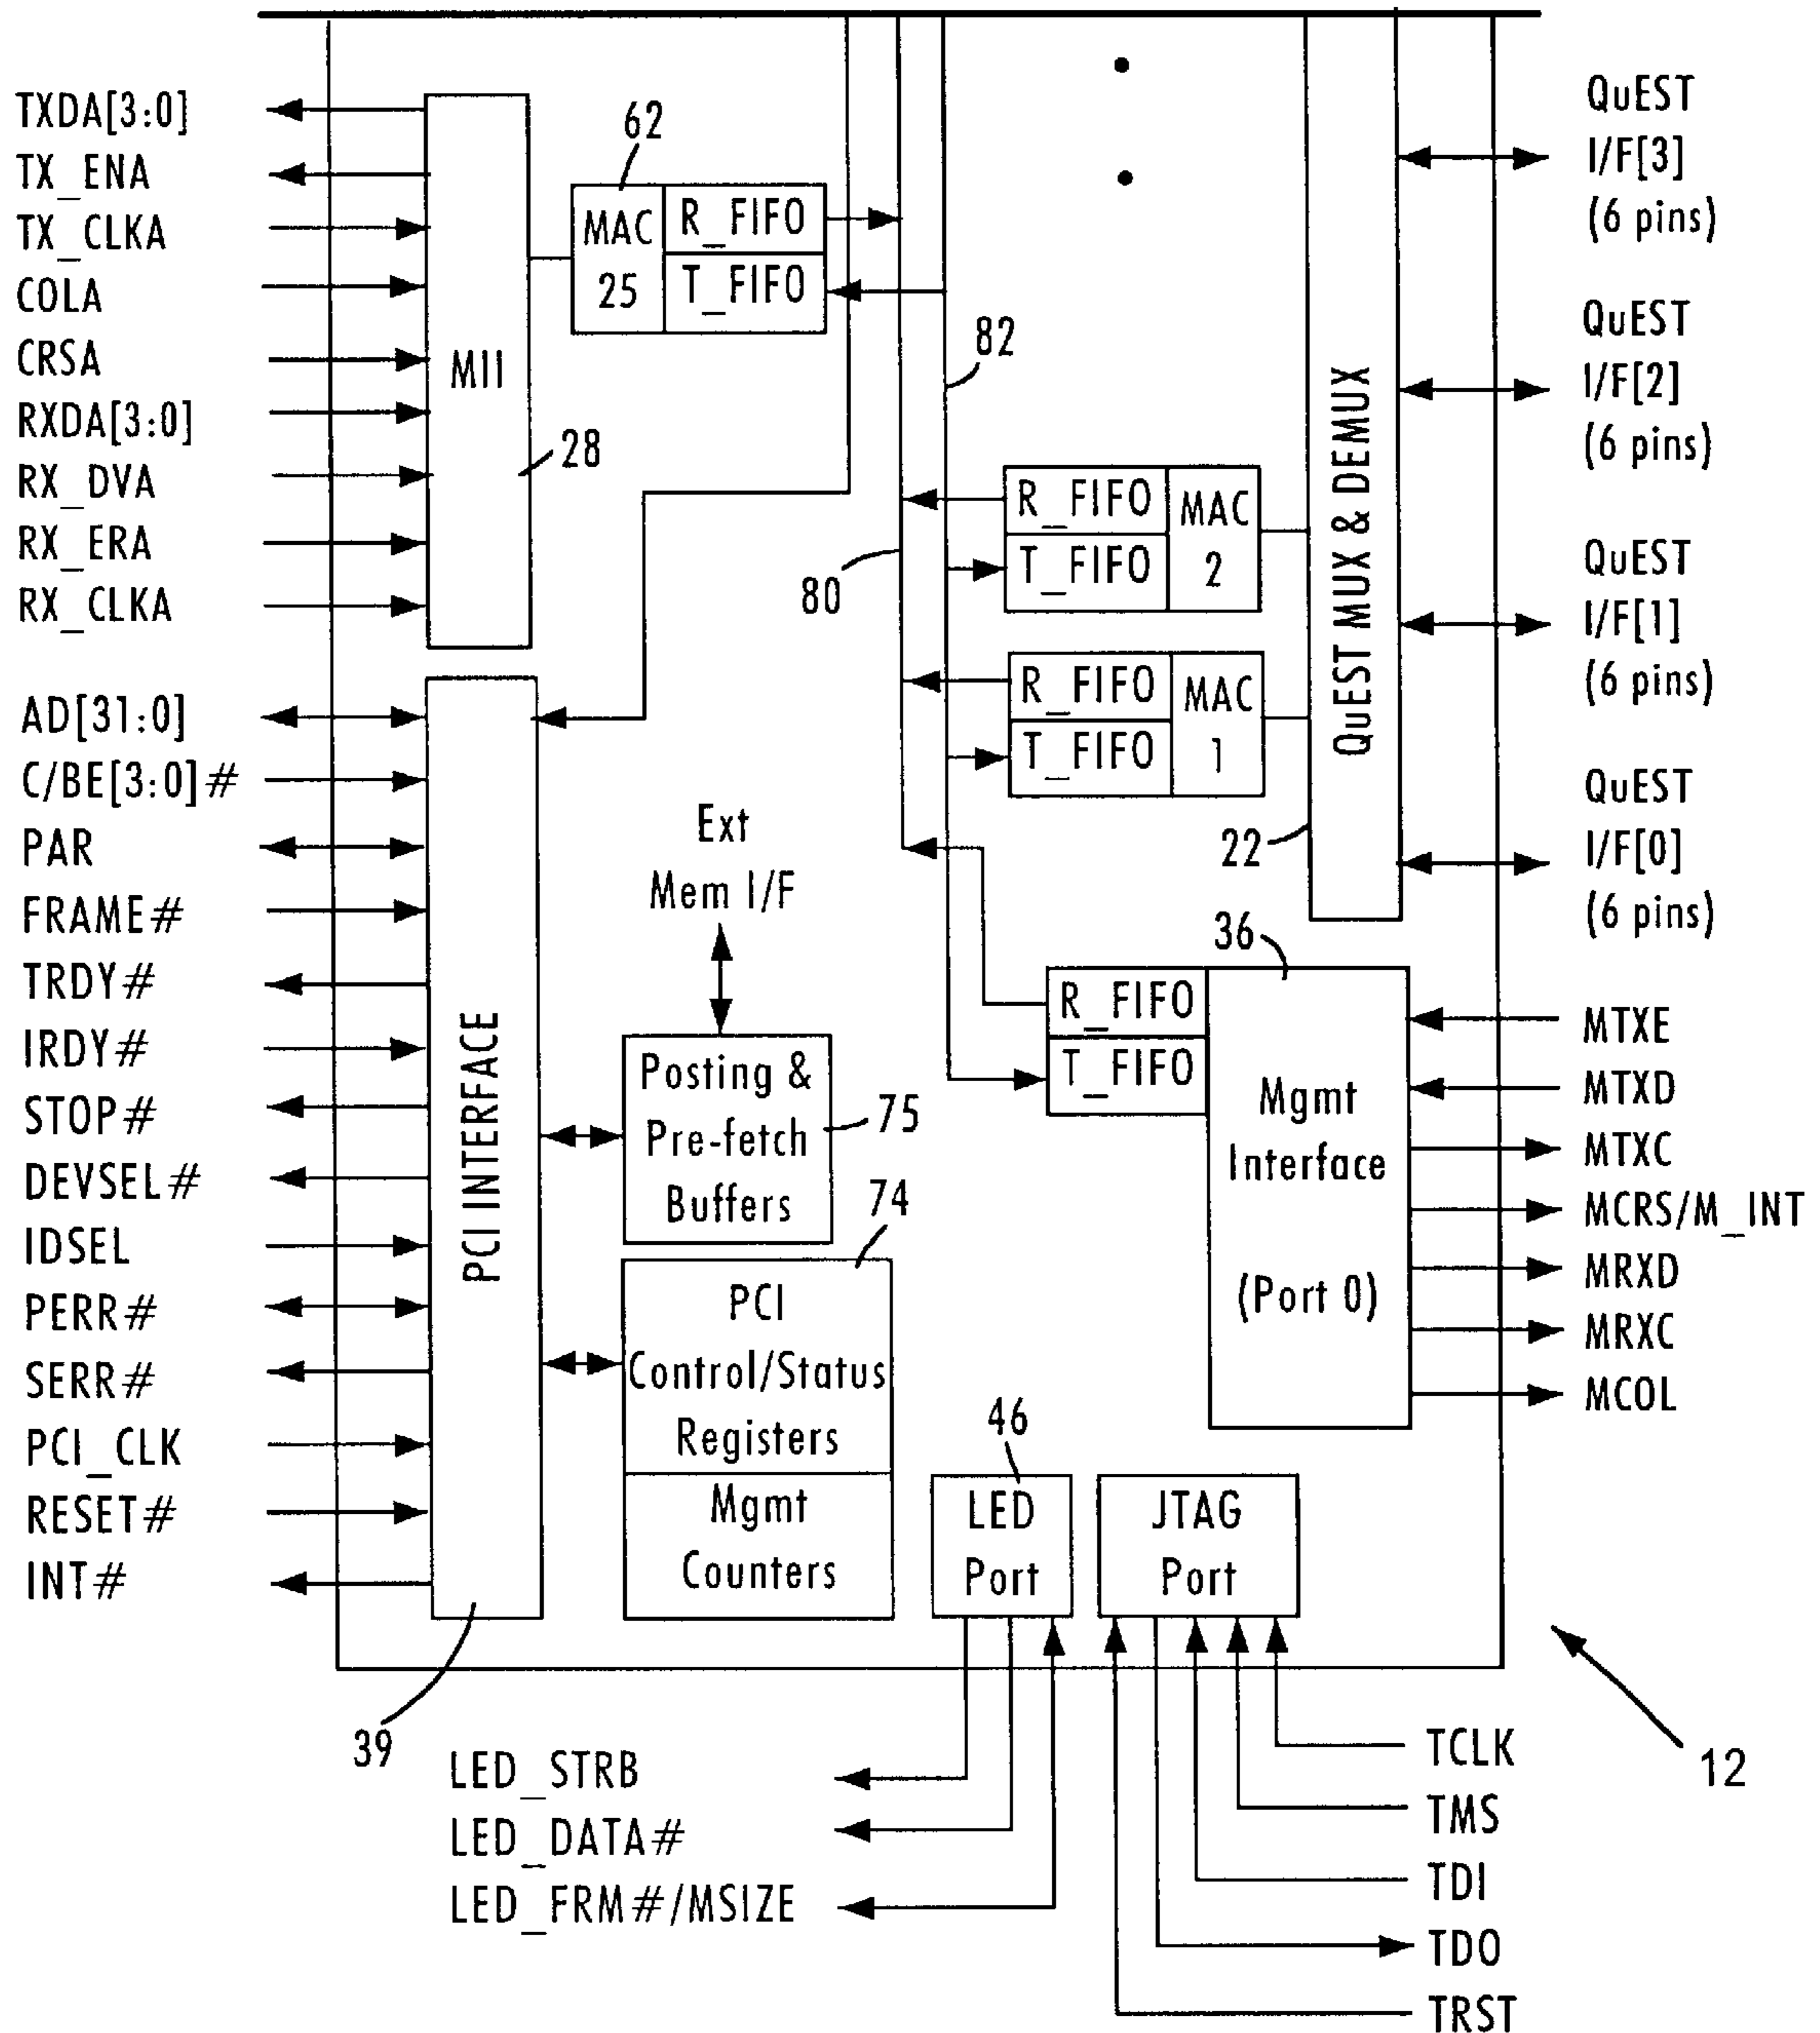 TXDA[3:0]
TX_ENA
TX_CLKA
COLA
CRSA
RXDA[3:0]
RX_DVA
RX_ERA
RX_CLKA
MII
28
62
MAC
25
R_FIFO
T_FIFO
82
80
R_FIFO
T_FIFO
MAC
2
R_FIFO
T_FIFO
MAC
1
QuEST MUX & DEMUX
22
QuEST
I/F[3]
(6 pins)
QuEST
I/F[2]
(6 pins)
QuEST
I/F[1]
(6 pins)
QuEST
I/F[0]
(6 pins)
AD[31:0]
C/BE[3:0]#
PAR
FRAME#
TRDY#
IRDY#
STOP#
DEVSEL#
IDSEL
PERR#
SERR#
PCI_CLK
RESET#
INT#
PCI INTERFACE
39
Ext
Mem I/F
Posting &
Pre-fetch
Buffers
75
74
PCI
Control/Status
Registers
Mgmt
Counters
36
R_FIFO
T_FIFO
Mgmt
Interface
(Port 0)
MTXE
MTXD
MTXC
MCRS/M_INT
MRXD
MRXC
MCOL
46
LED
Port
JTAG
Port
LED_STRB
LED_DATA#
LED_FRM#/MSIZE
TCLK
TMS
TDI
TDO
TRST
12